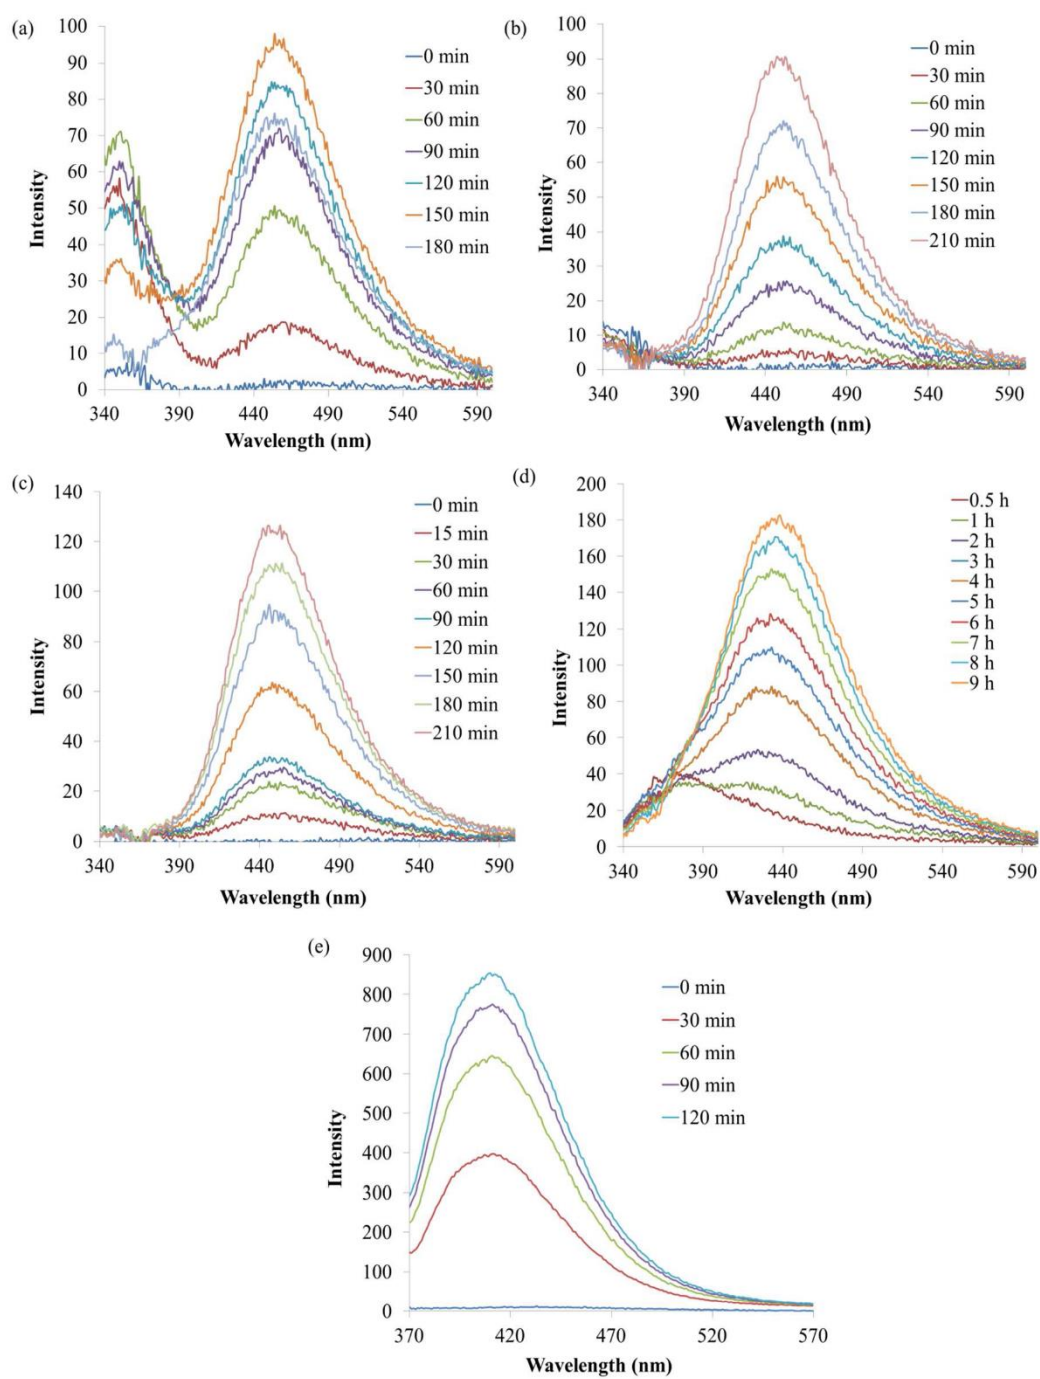 (a)
100
90
80
70
60
50
40
30
20
10
0
Intensity
340 390 440 490 540 590
Wavelength (nm)
0 min
30 min
60 min
90 min
120 min
150 min
180 min
(b)
100
90
80
70
60
50
40
30
20
10
0
Intensity
340 390 440 490 540 590
Wavelength (nm)
0 min
30 min
60 min
90 min
120 min
150 min
180 min
210 min
(c)
140
120
100
80
60
40
20
0
Intensity
340 390 440 490 540 590
Wavelength (nm)
0 min
15 min
30 min
60 min
90 min
120 min
150 min
180 min
210 min
(d)
200
180
160
140
120
100
80
60
40
20
0
Intensity
340 390 440 490 540 590
Wavelength (nm)
0.5 h
1 h
2 h
3 h
4 h
5 h
6 h
7 h
8 h
9 h
(e)
900
800
700
600
500
400
300
200
100
0
Intensity
370 420 470 520 570
Wavelength (nm)
0 min
30 min
60 min
90 min
120 min